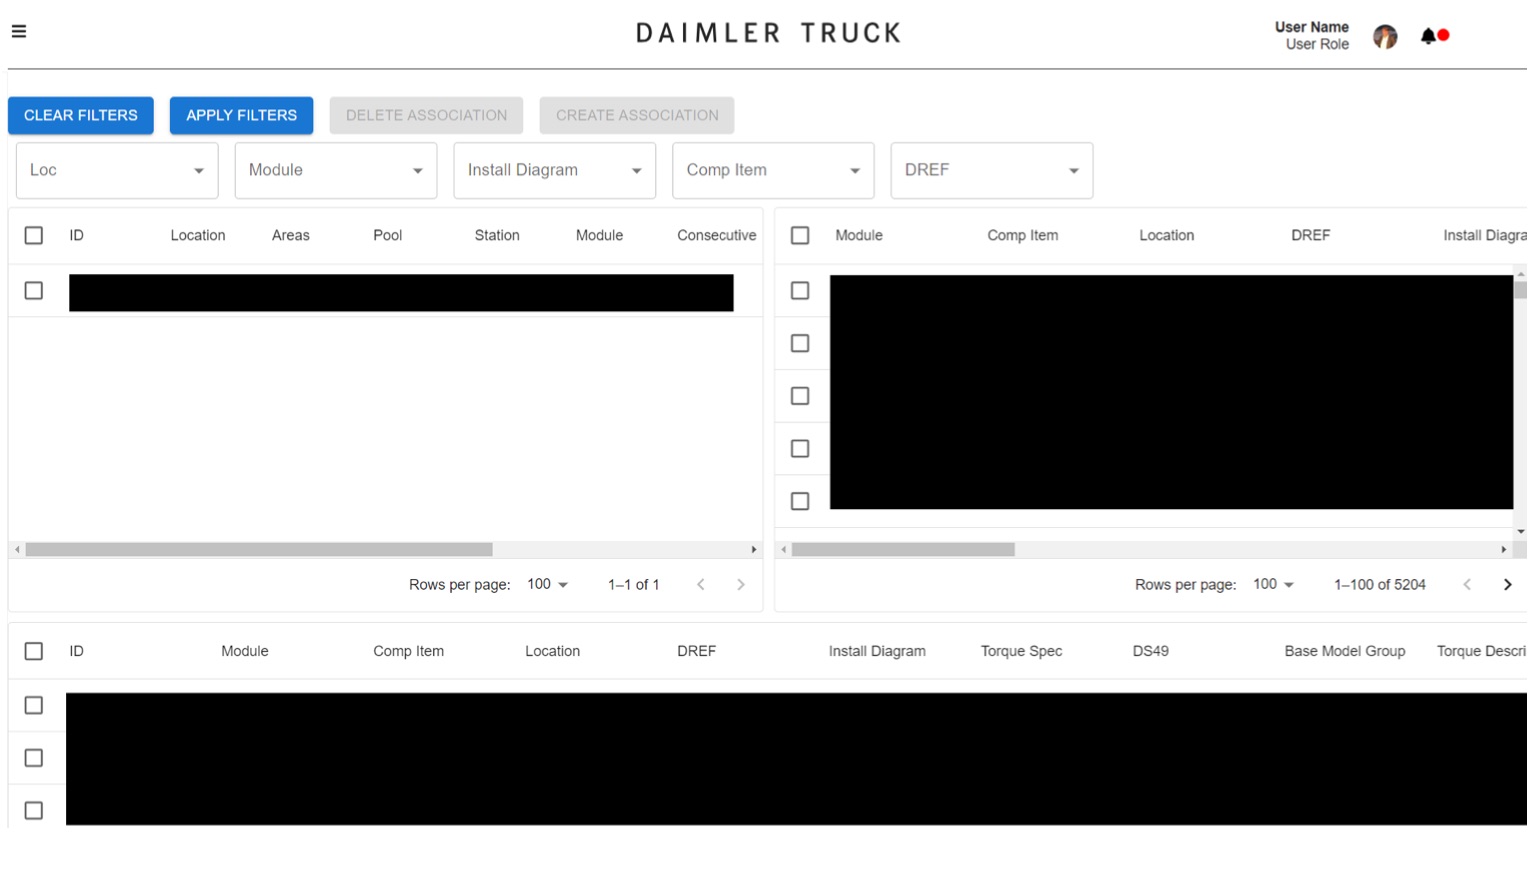 DAIMLER TRUCK
User Name
User Role
CLEAR FILTERS APPLY FILTERS DELETE ASSOCIATION CREATE ASSOCIATION
Loc Module Install Diagram Comp Item DREF
ID Location Areas Pool Station Module Consecutive
Module Comp Item Location DREF Install Diagra
Rows per page: 100 1–1 of 1
Rows per page: 100 1–100 of 5204
ID Module Comp Item Location DREF Install Diagram Torque Spec DS49 Base Model Group Torque Descri